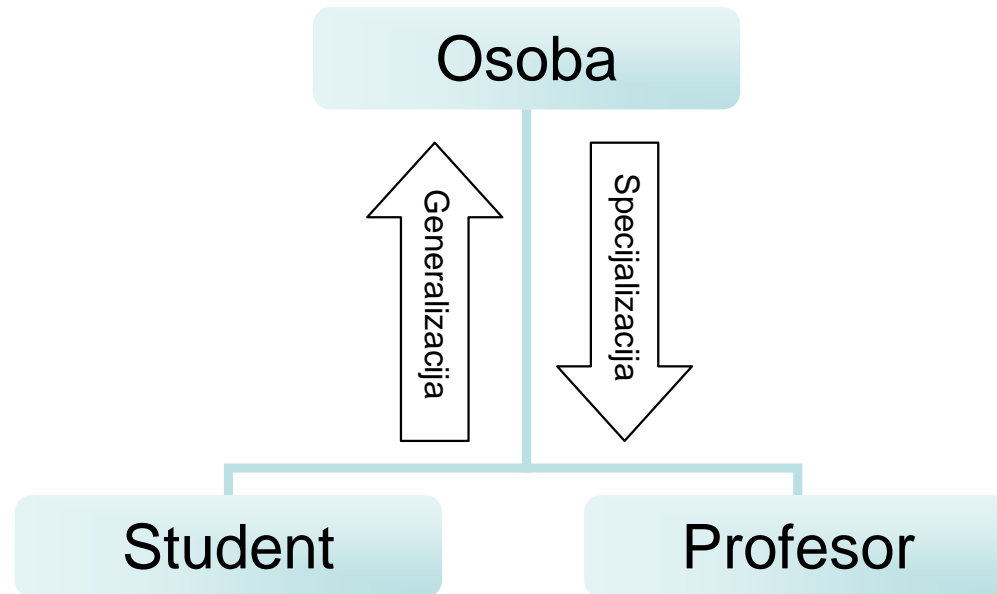 Osoba
Generalizacija
Specijalizacija
Student
Profesor